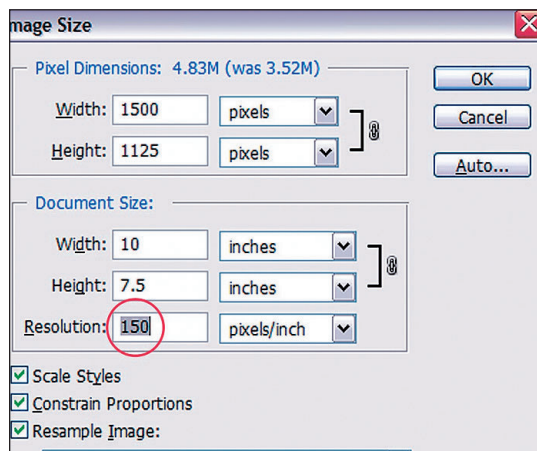 mage Size
Pixel Dimensions: 4.83M (was 3.52M)
OK
Width: 1500 pixels
Cancel
Height: 1125 pixels
Auto...
Document Size:
Width: 10 inches
Height: 7.5 inches
Resolution: 150 pixels/inch
Scale Styles
Constrain Proportions
Resample Image: